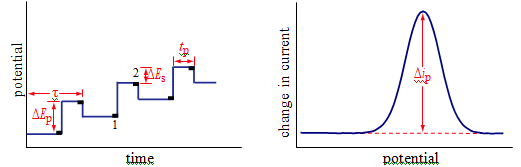 potential
τ
ΔEp
1
2
ΔEs
tp
time
change in current
Δip
potential